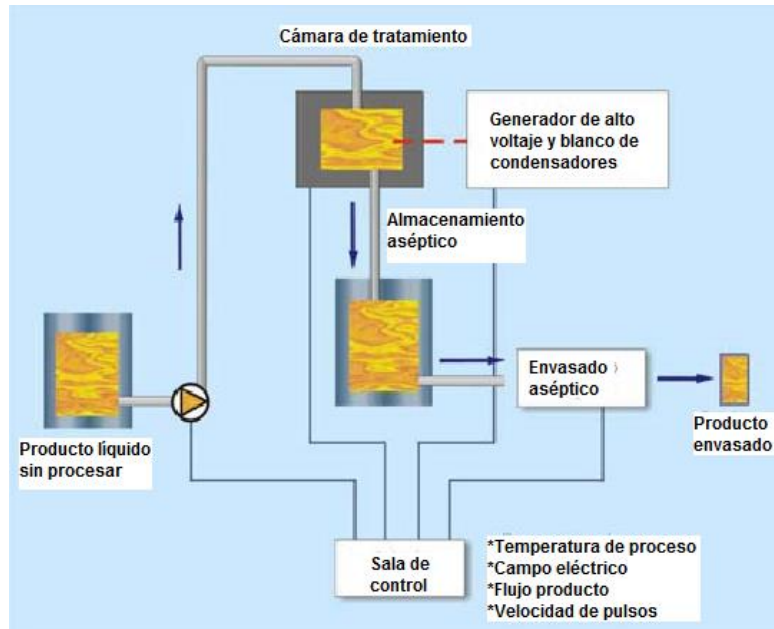 Cámara de tratamiento
Generador de alto
voltaje y blanco de
condensadores
Almacenamiento
aséptico
Envasado
aséptico
Producto
envasado
Producto líquido
sin procesar
Sala de
control
*Temperatura de proceso
*Campo eléctrico
*Flujo producto
*Velocidad de pulsos